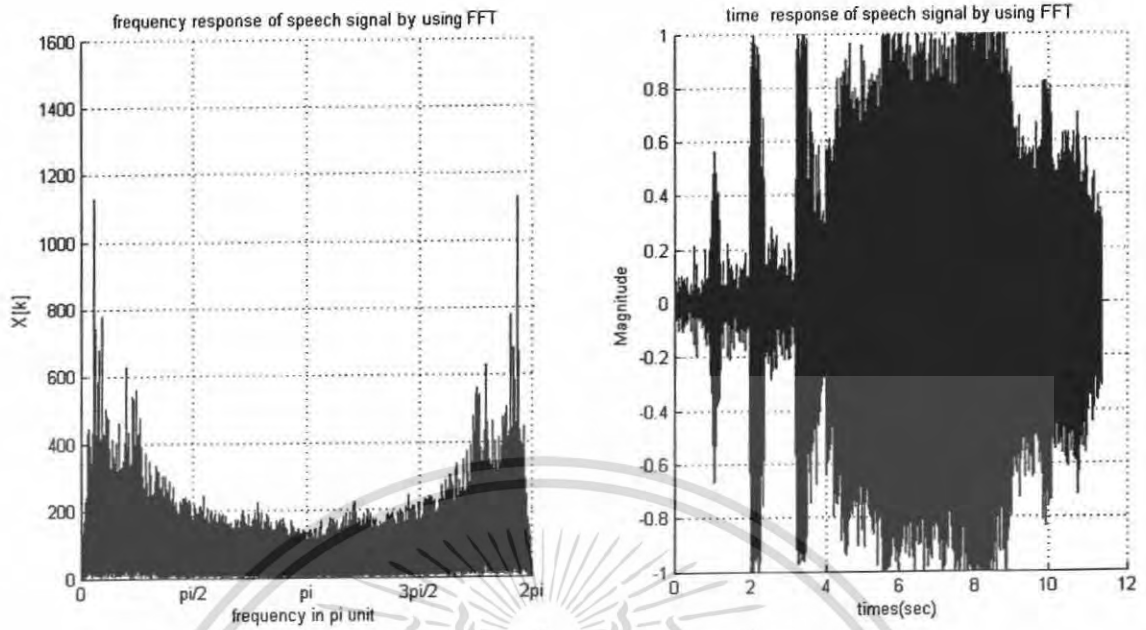 frequency response of speech signal by using FFT
1600
1400
1200
1000
800
600
400
200
0
X[k]
0 pi/2 pi 3pi/2 2pi
frequency in pi unit
time response of speech signal by using FFT
1
0.8
0.6
0.4
0.2
0
-0.2
-0.4
-0.6
-0.8
-1
Magnitude
0 2 4 6 8 10 12
times(sec)